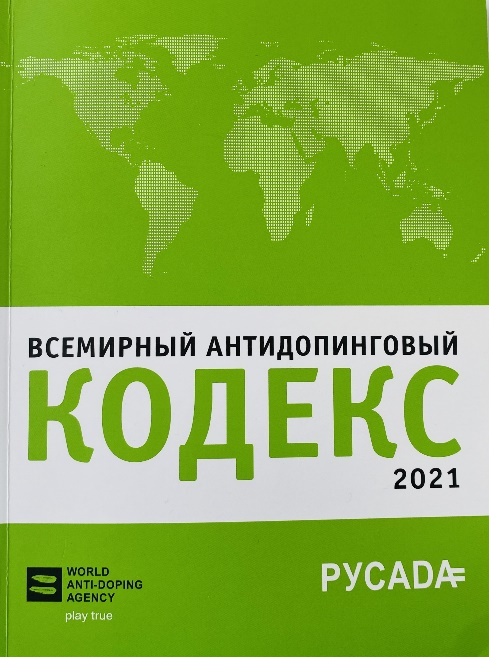 ВСЕМИРНЫЙ АНТИДОПИНГОВЫЙ
КОДЕКС
2021
WORLD
ANTI-DOPING
AGENCY
play true
РУСАДА